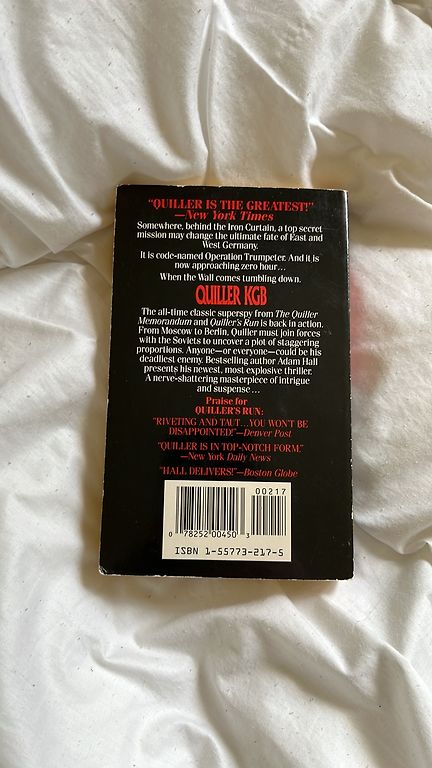 "QUILLER IS THE GREATEST!"
—New York Times
Somewhere, behind the Iron Curtain, a top secret
mission may change the ultimate fate of East and
West Germany.
It is code-named Operation Trumpeter. And it is
now approaching zero hour...
When the Wall comes tumbling down.
QUILLER KGB
The all-time classic superspy from The Quiller
Memorandum and Quiller's Run is back in action.
From Moscow to Berlin, Quiller must join forces
with the Soviets to uncover a plot of staggering
proportions. Anyone—or everyone—could be his
deadliest enemy. Bestselling author Adam Hall
presents his newest, most explosive thriller.
A nerve-shattering masterpiece of intrigue
and suspense...
Praise for
QUILLER'S RUN:
"RIVETING AND TAUT...YOU WON'T BE
DISAPPOINTED!"—Denver Post
"QUILLER IS IN TOP-NOTCH FORM."
—New York Daily News
"HALL DELIVERS!"—Boston Globe
00217
0 78252 00450 3
ISBN 1-55773-217-5